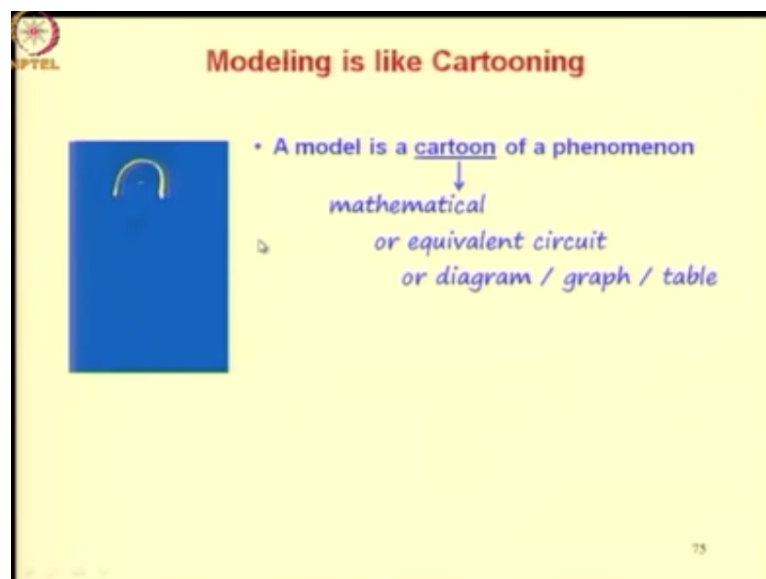 NPTEL
Modeling is like Cartooning
• A model is a cartoon of a phenomenon
mathematical
or equivalent circuit
or diagram / graph / table
75